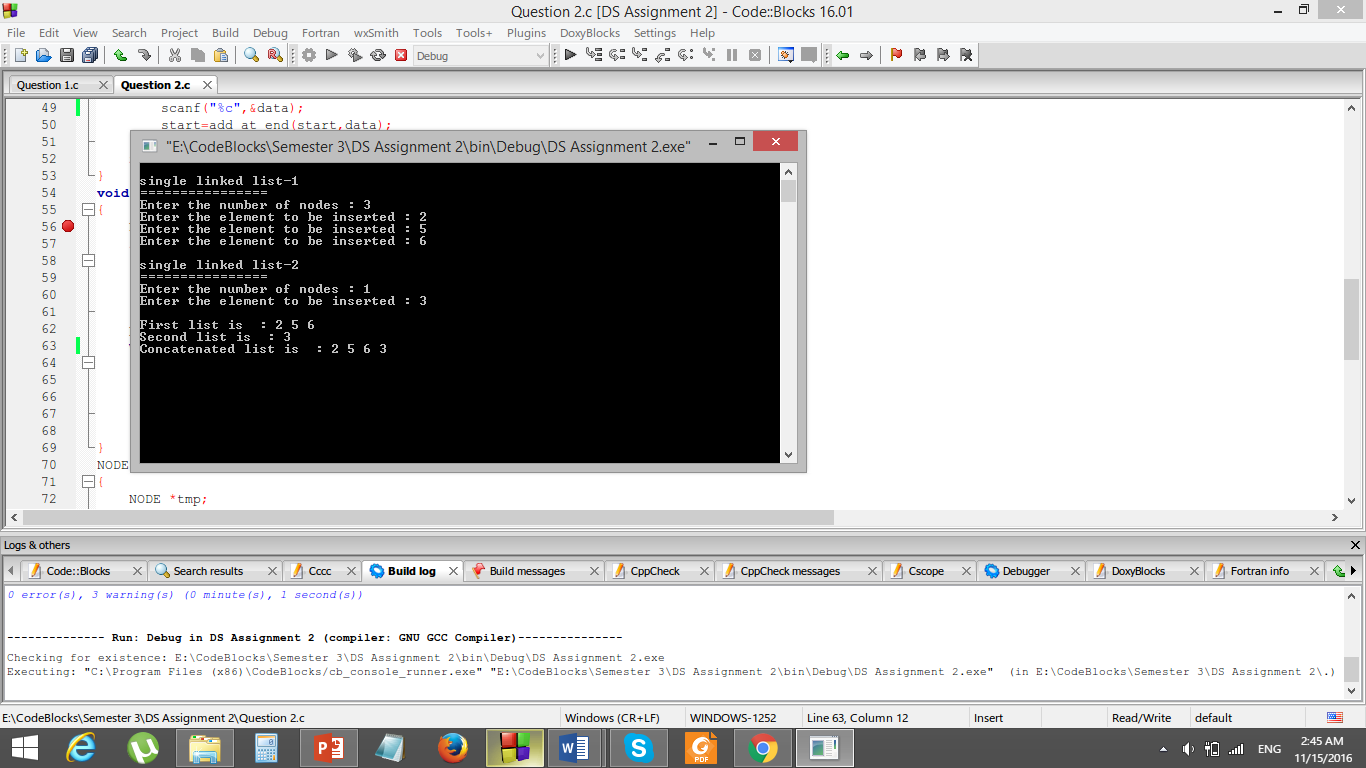 Question 2.c [DS Assignment 2] - Code::Blocks 16.01
File Edit View Search Project Build Debug Fortran wxSmith Tools Tools+ Plugins DoxyBlocks Settings Help
Debug
Question 1.c Question 2.c
49 scanf("%c",&data);
50 start=add_at_end(start,data);
51
"E:\CodeBlocks\Semester 3\DS Assignment 2\bin\Debug\DS Assignment 2.exe"
52
53 }
54 void
55 {
56
57
58
59
60
61
62
63
64
65
66
67
68
69 }
70 NODE
71 {
72 NODE *tmp;
single linked list-1
================
Enter the number of nodes : 3
Enter the element to be inserted : 2
Enter the element to be inserted : 5
Enter the element to be inserted : 6
single linked list-2
================
Enter the number of nodes : 1
Enter the element to be inserted : 3
First list is  : 2 5 6
Second list is  : 3
Concatenated list is  : 2 5 6 3
Logs & others
Code::Blocks Search results Cccc Build log Build messages CppCheck CppCheck messages Cscope Debugger DoxyBlocks Fortran info
0 error(s), 3 warning(s) (0 minute(s), 1 second(s))
-------------- Run: Debug in DS Assignment 2 (compiler: GNU GCC Compiler)---------------
Checking for existence: E:\CodeBlocks\Semester 3\DS Assignment 2\bin\Debug\DS Assignment 2.exe
Executing: "C:\Program Files (x86)\CodeBlocks/cb_console_runner.exe" "E:\CodeBlocks\Semester 3\DS Assignment 2\bin\Debug\DS Assignment 2.exe"  (in E:\CodeBlocks\Semester 3\DS Assignment 2\.)
E:\CodeBlocks\Semester 3\DS Assignment 2\Question 2.c Windows (CR+LF) WINDOWS-1252 Line 63, Column 12 Insert Read/Write default
ENG 2:45 AM
11/15/2016